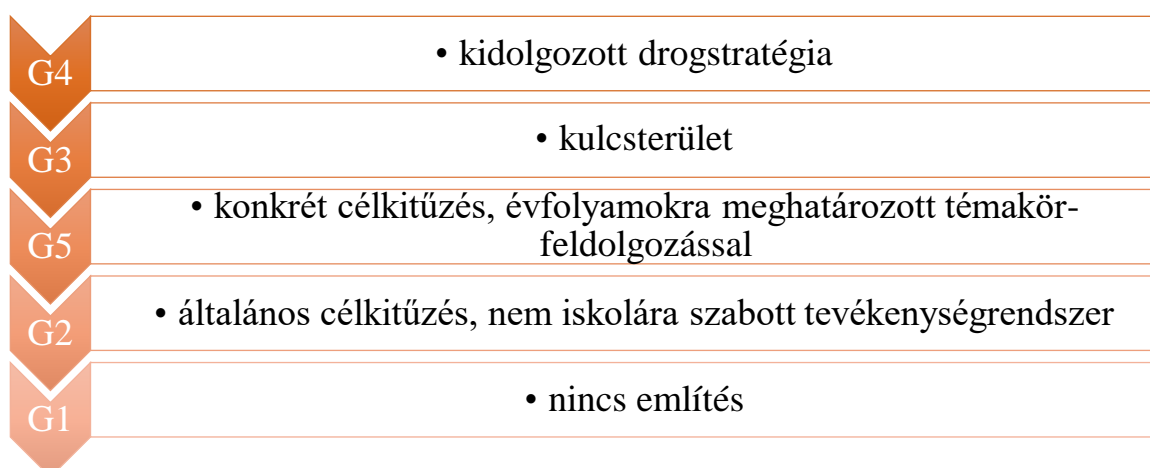 G4
• kidolgozott drogstratégia
G3
• kulcsterület
G5
• konkrét célkitűzés, évfolyamokra meghatározott témakör-
feldolgozással
G2
• általános célkitűzés, nem iskolára szabott tevékenységrendszer
G1
• nincs említés